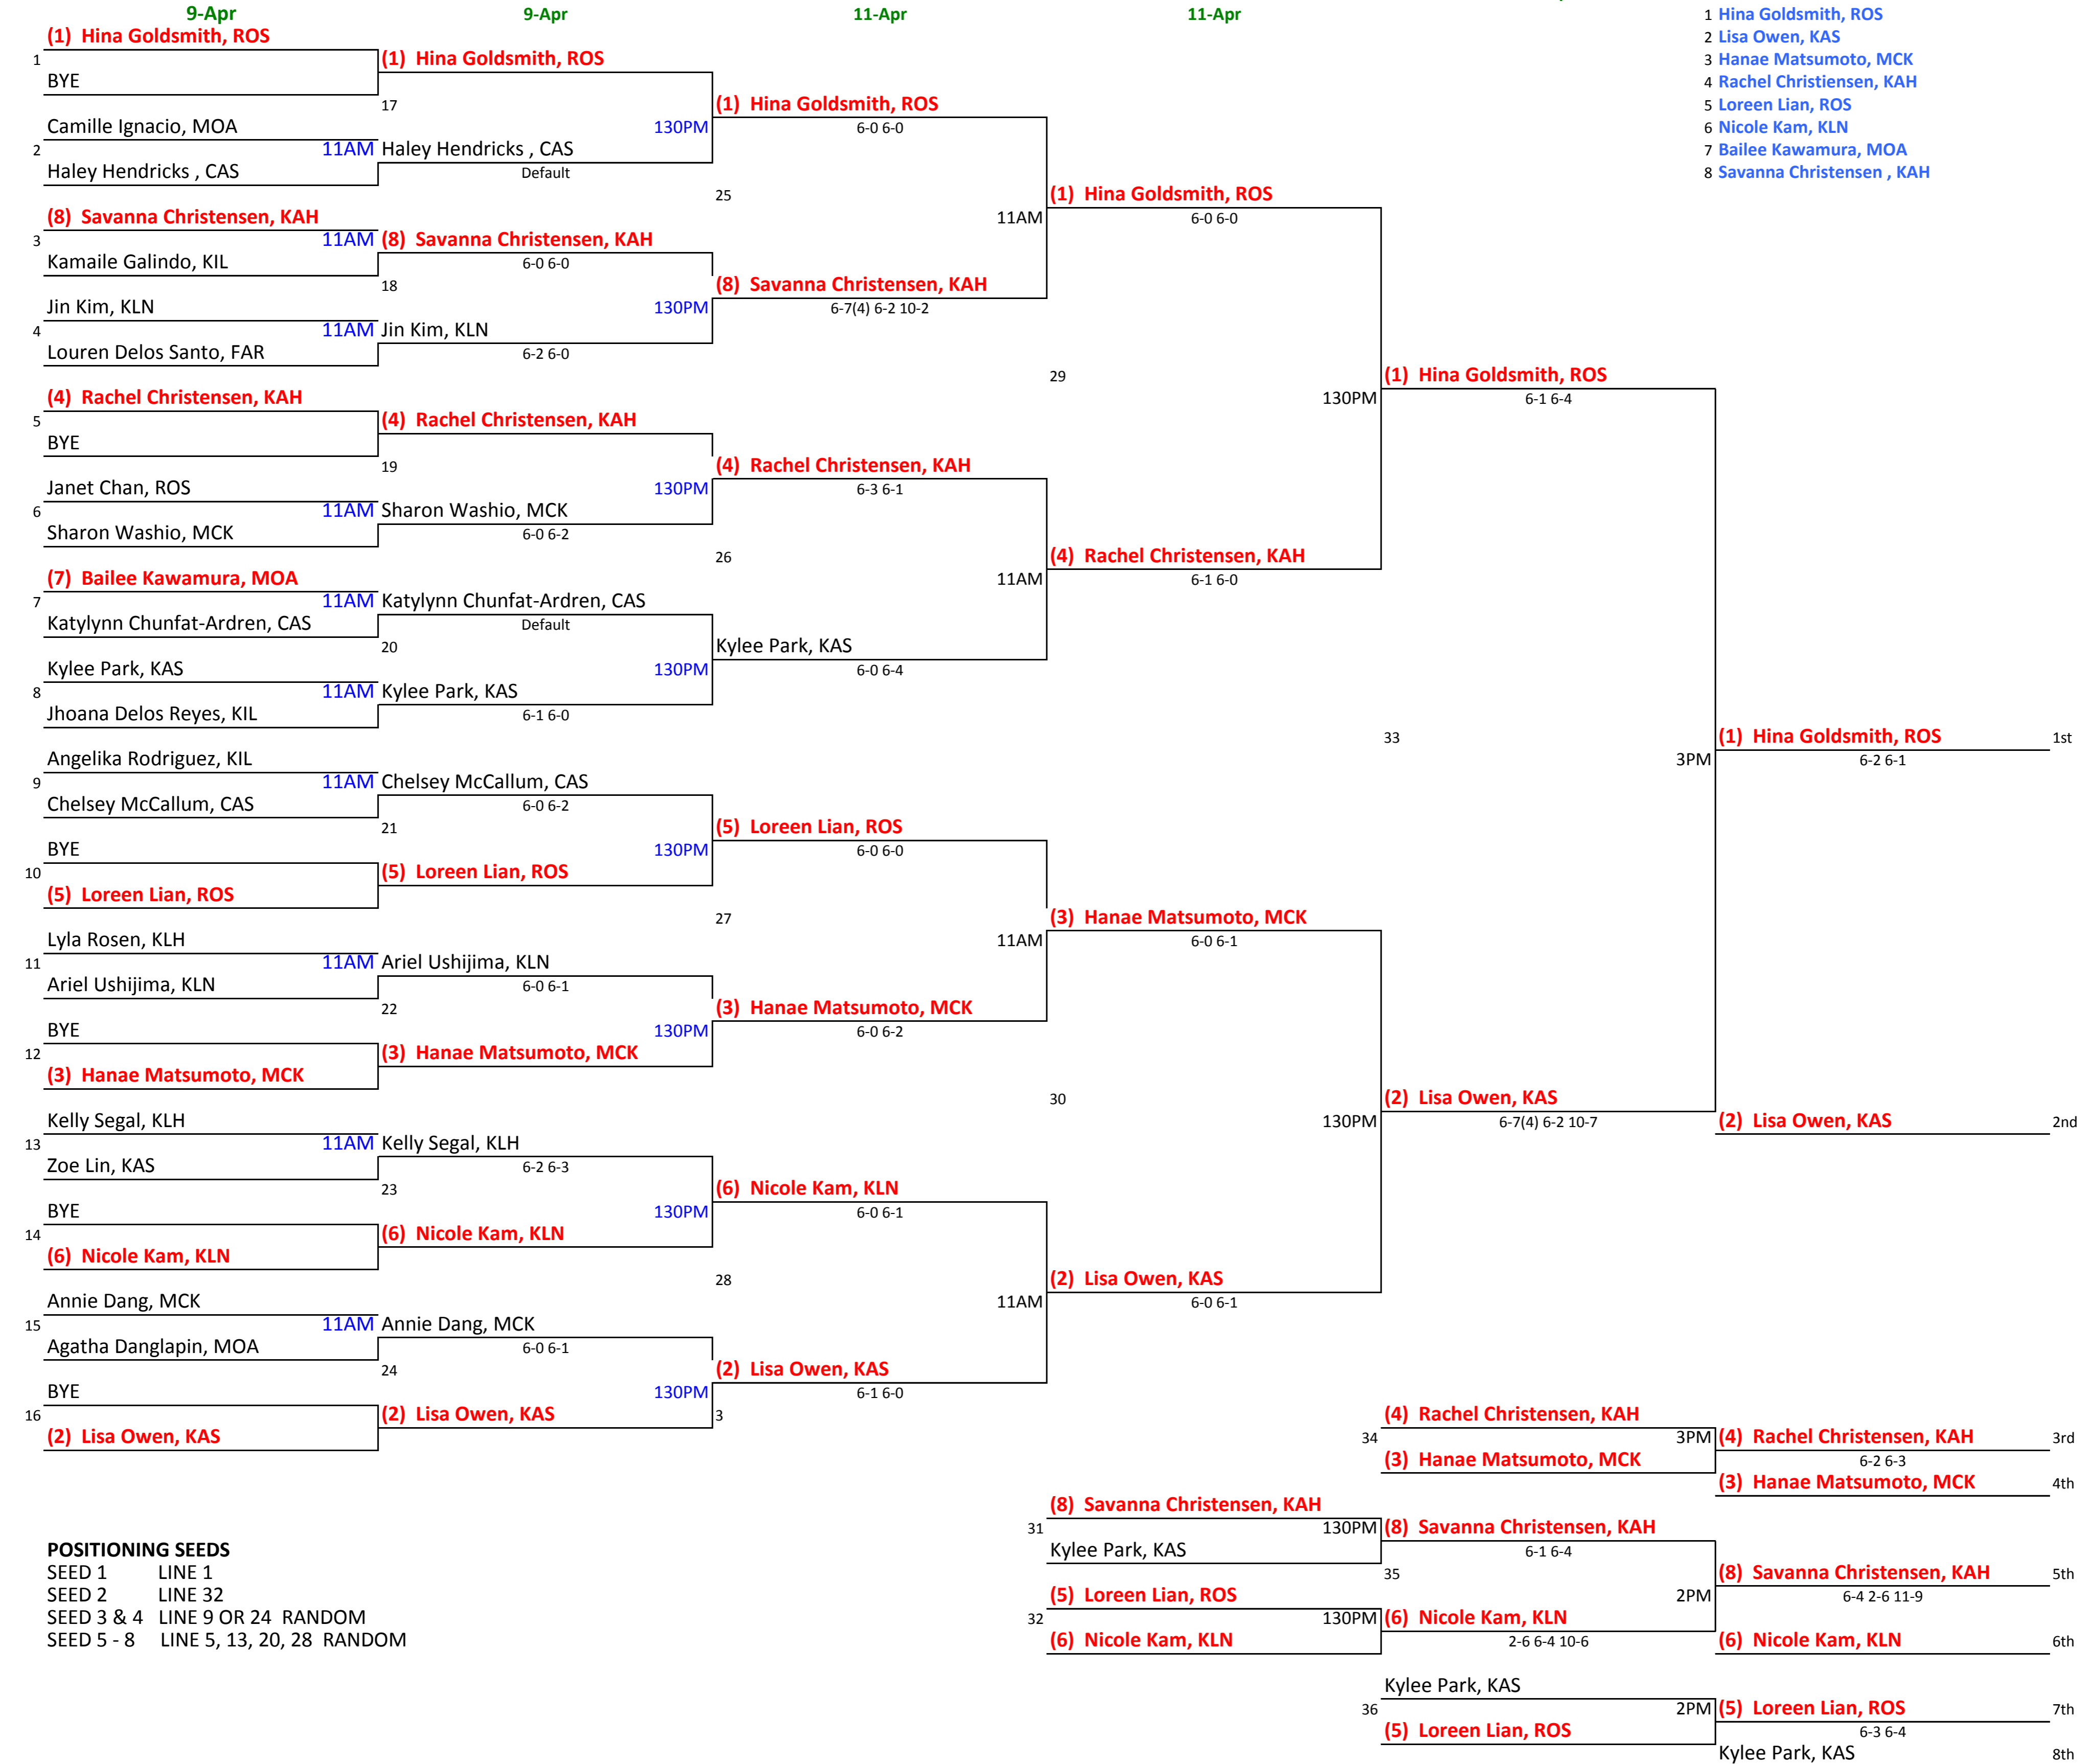 9-Apr
9-Apr
11-Apr
11-Apr
1 Hina Goldsmith, ROS
2 Lisa Owen, KAS
3 Hanae Matsumoto, MCK
4 Rachel Christiensen, KAH
5 Loreen Lian, ROS
6 Nicole Kam, KLN
7 Bailee Kawamura, MOA
8 Savanna Christensen , KAH
(1) Hina Goldsmith, ROS
1
BYE
Camille Ignacio, MOA
2
11AM
Haley Hendricks , CAS
(8) Savanna Christensen, KAH
3
11AM
Kamaile Galindo, KIL
Jin Kim, KLN
4
11AM
Louren Delos Santo, FAR
(4) Rachel Christensen, KAH
5
BYE
Janet Chan, ROS
6
11AM
Sharon Washio, MCK
(7) Bailee Kawamura, MOA
7
11AM
Katylynn Chunfat-Ardren, CAS
Kylee Park, KAS
8
11AM
Jhoana Delos Reyes, KIL
Angelika Rodriguez, KIL
9
11AM
Chelsey McCallum, CAS
BYE
10
(5) Loreen Lian, ROS
Lyla Rosen, KLH
11
11AM
Ariel Ushijima, KLN
BYE
12
(3) Hanae Matsumoto, MCK
Kelly Segal, KLH
13
11AM
Zoe Lin, KAS
BYE
14
(6) Nicole Kam, KLN
Annie Dang, MCK
15
11AM
Agatha Danglapin, MOA
BYE
16
(2) Lisa Owen, KAS
(1) Hina Goldsmith, ROS
17
130PM
Haley Hendricks , CAS
Default
(8) Savanna Christensen, KAH
6-0 6-0
18
130PM
Jin Kim, KLN
6-2 6-0
(4) Rachel Christensen, KAH
19
130PM
Sharon Washio, MCK
6-0 6-2
Katylynn Chunfat-Ardren, CAS
Default
20
130PM
Kylee Park, KAS
6-1 6-0
Chelsey McCallum, CAS
6-0 6-2
21
130PM
(5) Loreen Lian, ROS
Ariel Ushijima, KLN
6-0 6-1
22
130PM
(3) Hanae Matsumoto, MCK
Kelly Segal, KLH
6-2 6-3
23
130PM
(6) Nicole Kam, KLN
Annie Dang, MCK
6-0 6-1
24
130PM
(2) Lisa Owen, KAS
3
(1) Hina Goldsmith, ROS
6-0 6-0
25
11AM
(8) Savanna Christensen, KAH
6-7(4) 6-2 10-2
(4) Rachel Christensen, KAH
6-3 6-1
26
11AM
Kylee Park, KAS
6-0 6-4
(5) Loreen Lian, ROS
6-0 6-0
27
11AM
(3) Hanae Matsumoto, MCK
6-0 6-2
(6) Nicole Kam, KLN
6-0 6-1
28
11AM
(2) Lisa Owen, KAS
6-1 6-0
(1) Hina Goldsmith, ROS
6-0 6-0
29
130PM
(4) Rachel Christensen, KAH
6-1 6-0
(3) Hanae Matsumoto, MCK
6-0 6-1
30
130PM
(2) Lisa Owen, KAS
6-0 6-1
(1) Hina Goldsmith, ROS
6-1 6-4
33
3PM
(2) Lisa Owen, KAS
6-7(4) 6-2 10-7
(1) Hina Goldsmith, ROS
1st
6-2 6-1
(2) Lisa Owen, KAS
2nd
(4) Rachel Christensen, KAH
34
3PM
(3) Hanae Matsumoto, MCK
(4) Rachel Christensen, KAH
3rd
6-2 6-3
(3) Hanae Matsumoto, MCK
4th
(8) Savanna Christensen, KAH
31
130PM
Kylee Park, KAS
(5) Loreen Lian, ROS
32
130PM
(6) Nicole Kam, KLN
(8) Savanna Christensen, KAH
6-1 6-4
35
2PM
(6) Nicole Kam, KLN
2-6 6-4 10-6
(8) Savanna Christensen, KAH
5th
6-4 2-6 11-9
(6) Nicole Kam, KLN
6th
Kylee Park, KAS
36
2PM
(5) Loreen Lian, ROS
(5) Loreen Lian, ROS
7th
6-3 6-4
Kylee Park, KAS
8th
POSITIONING SEEDS
SEED 1 LINE 1
SEED 2 LINE 32
SEED 3 & 4 LINE 9 OR 24 RANDOM
SEED 5 - 8 LINE 5, 13, 20, 28 RANDOM